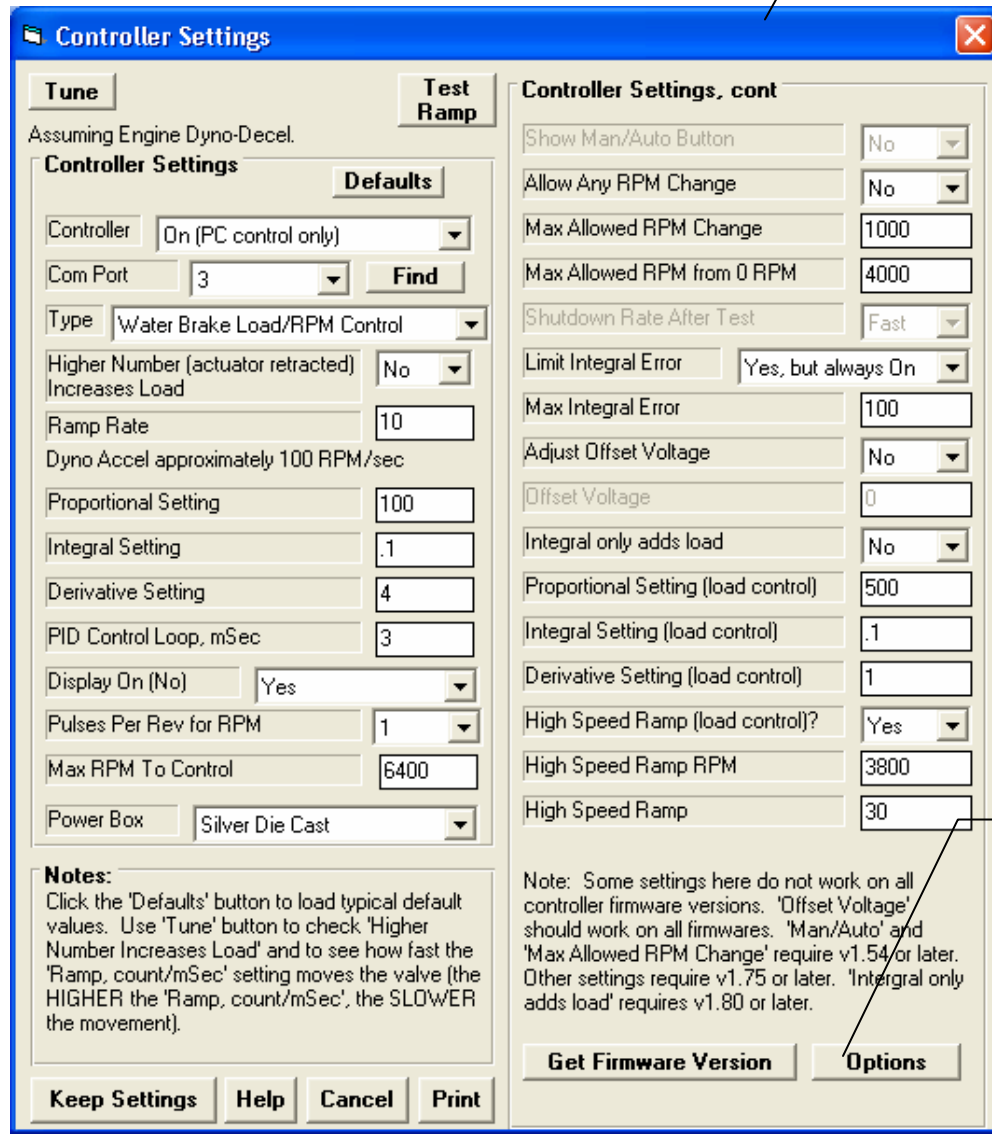 Controller Settings
Tune
Test
Ramp
Assuming Engine Dyno-Decel.
Controller Settings
Defaults
Controller On (PC control only)
Com Port 3 Find
Type Water Brake Load/RPM Control
Higher Number (actuator retracted)
Increases Load No
Ramp Rate 10
Dyno Accel approximately 100 RPM/sec
Proportional Setting 100
Integral Setting .1
Derivative Setting 4
PID Control Loop, mSec 3
Display On (No) Yes
Pulses Per Rev for RPM 1
Max RPM To Control 6400
Power Box Silver Die Cast
Notes:
Click the 'Defaults' button to load typical default
values. Use 'Tune' button to check 'Higher
Number Increases Load' and to see how fast the
'Ramp, count/mSec' setting moves the valve (the
HIGHER the 'Ramp, count/mSec', the SLOWER
the movement).
Keep Settings Help Cancel Print
Controller Settings, cont
Show Man/Auto Button No
Allow Any RPM Change No
Max Allowed RPM Change 1000
Max Allowed RPM from 0 RPM 4000
Shutdown Rate After Test Fast
Limit Integral Error Yes, but always On
Max Integral Error 100
Adjust Offset Voltage No
Offset Voltage 0
Integral only adds load No
Proportional Setting (load control) 500
Integral Setting (load control) .1
Derivative Setting (load control) 1
High Speed Ramp (load control)? Yes
High Speed Ramp RPM 3800
High Speed Ramp 30
Note: Some settings here do not work on all
controller firmware versions. 'Offset Voltage'
should work on all firmwares. 'Man/Auto' and
'Max Allowed RPM Change' require v1.54 or later.
Other settings require v1.75 or later. 'Intergral only
adds load' requires v1.80 or later.
Get Firmware Version Options